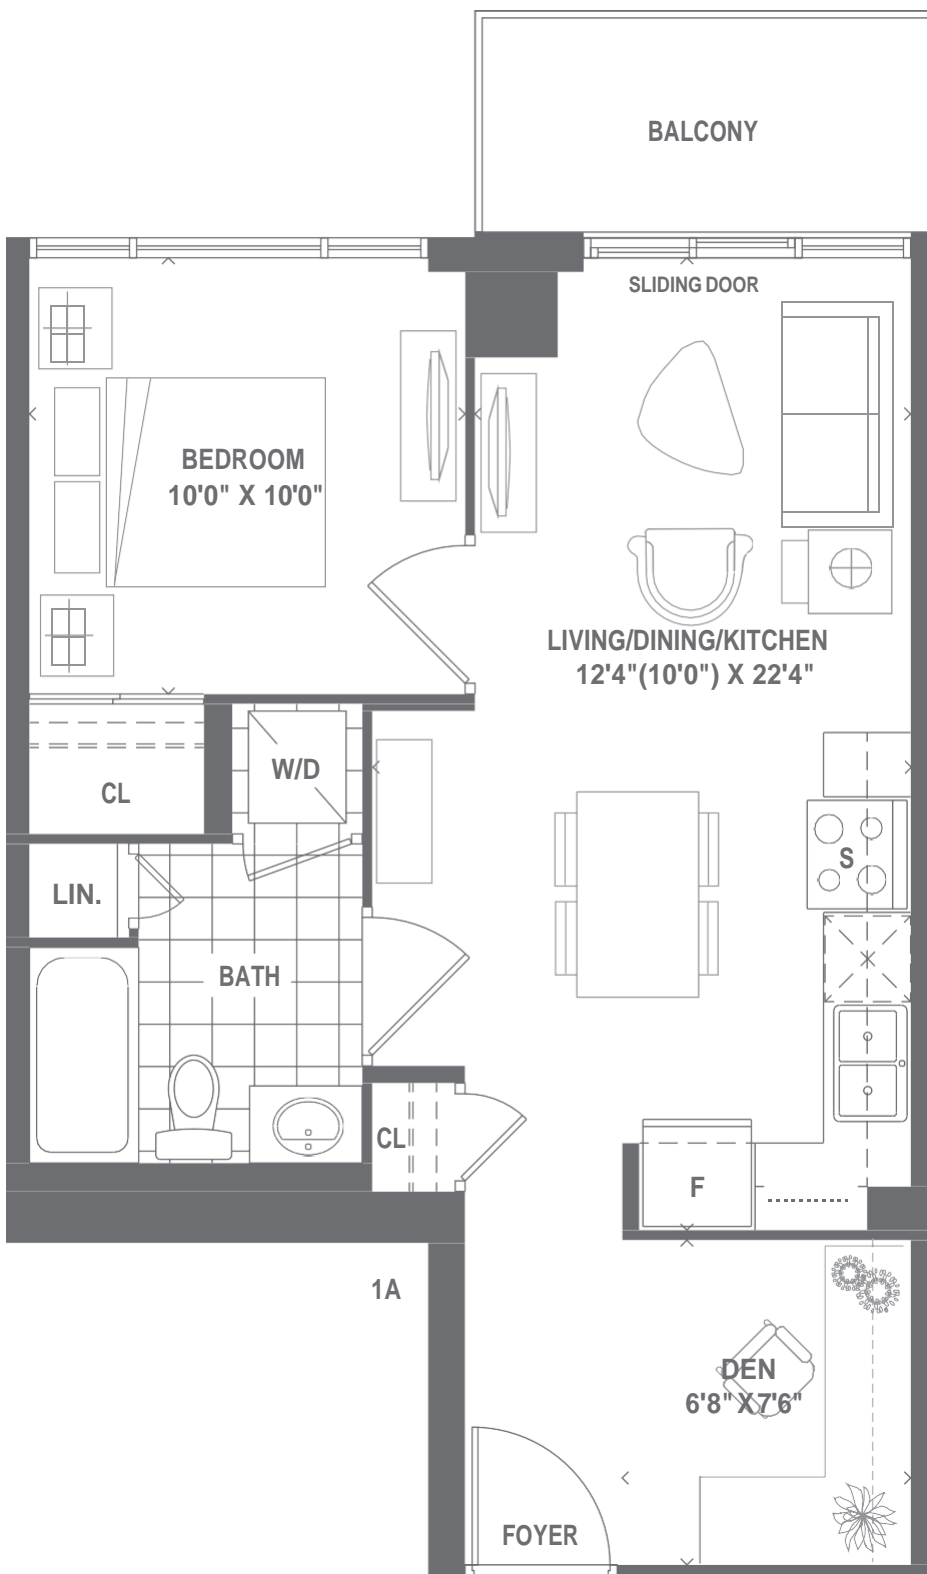 BALCONY
SLIDING DOOR
BEDROOM
10'0" X 10'0"
LIVING/DINING/KITCHEN
12'4"(10'0") X 22'4"
W/D
CL
S
LIN.
BATH
CL
F
1A
DEN
6'8" X 7'6"
FOYER